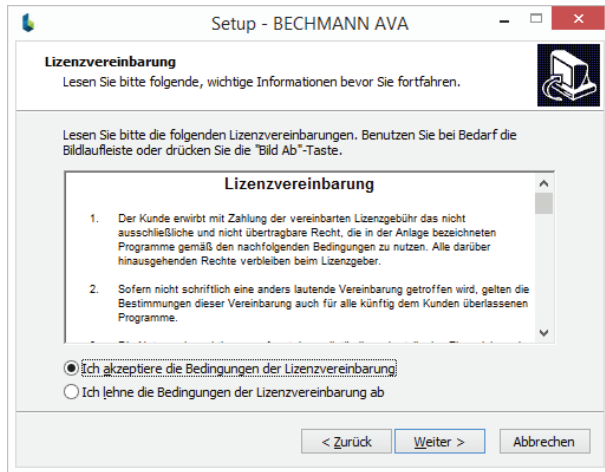 Setup - BECHMANN AVA
Lizenzvereinbarung
Lesen Sie bitte folgende, wichtige Informationen bevor Sie fortfahren.
Lesen Sie bitte die folgenden Lizenzvereinbarungen. Benutzen Sie bei Bedarf die
Bildlaufleiste oder drücken Sie die "Bild Ab"-Taste.
Lizenzvereinbarung
1. Der Kunde erwirbt mit Zahlung der vereinbarten Lizenzgebühr das nicht
ausschließliche und nicht übertragbare Recht, die in der Anlage bezeichneten
Programme gemäß den nachfolgenden Bedingungen zu nutzen. Alle darüber
hinausgehenden Rechte verbleiben beim Lizenzgeber.
2. Sofern nicht schriftlich eine anders lautende Vereinbarung getroffen wird, gelten die
Bestimmungen dieser Vereinbarung auch für alle künftig dem Kunden überlassenen
Programme.
Ich akzeptiere die Bedingungen der Lizenzvereinbarung
Ich lehne die Bedingungen der Lizenzvereinbarung ab
< Zurück
Weiter >
Abbrechen